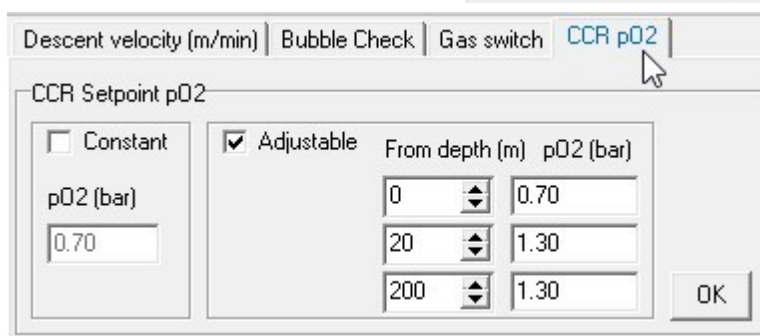 Descent velocity (m/min) Bubble Check Gas switch CCR pO2
CCR Setpoint pO2
Constant
pO2 (bar)
0.70
Adjustable From depth (m) pO2 (bar)
0 0.70
20 1.30
200 1.30
OK